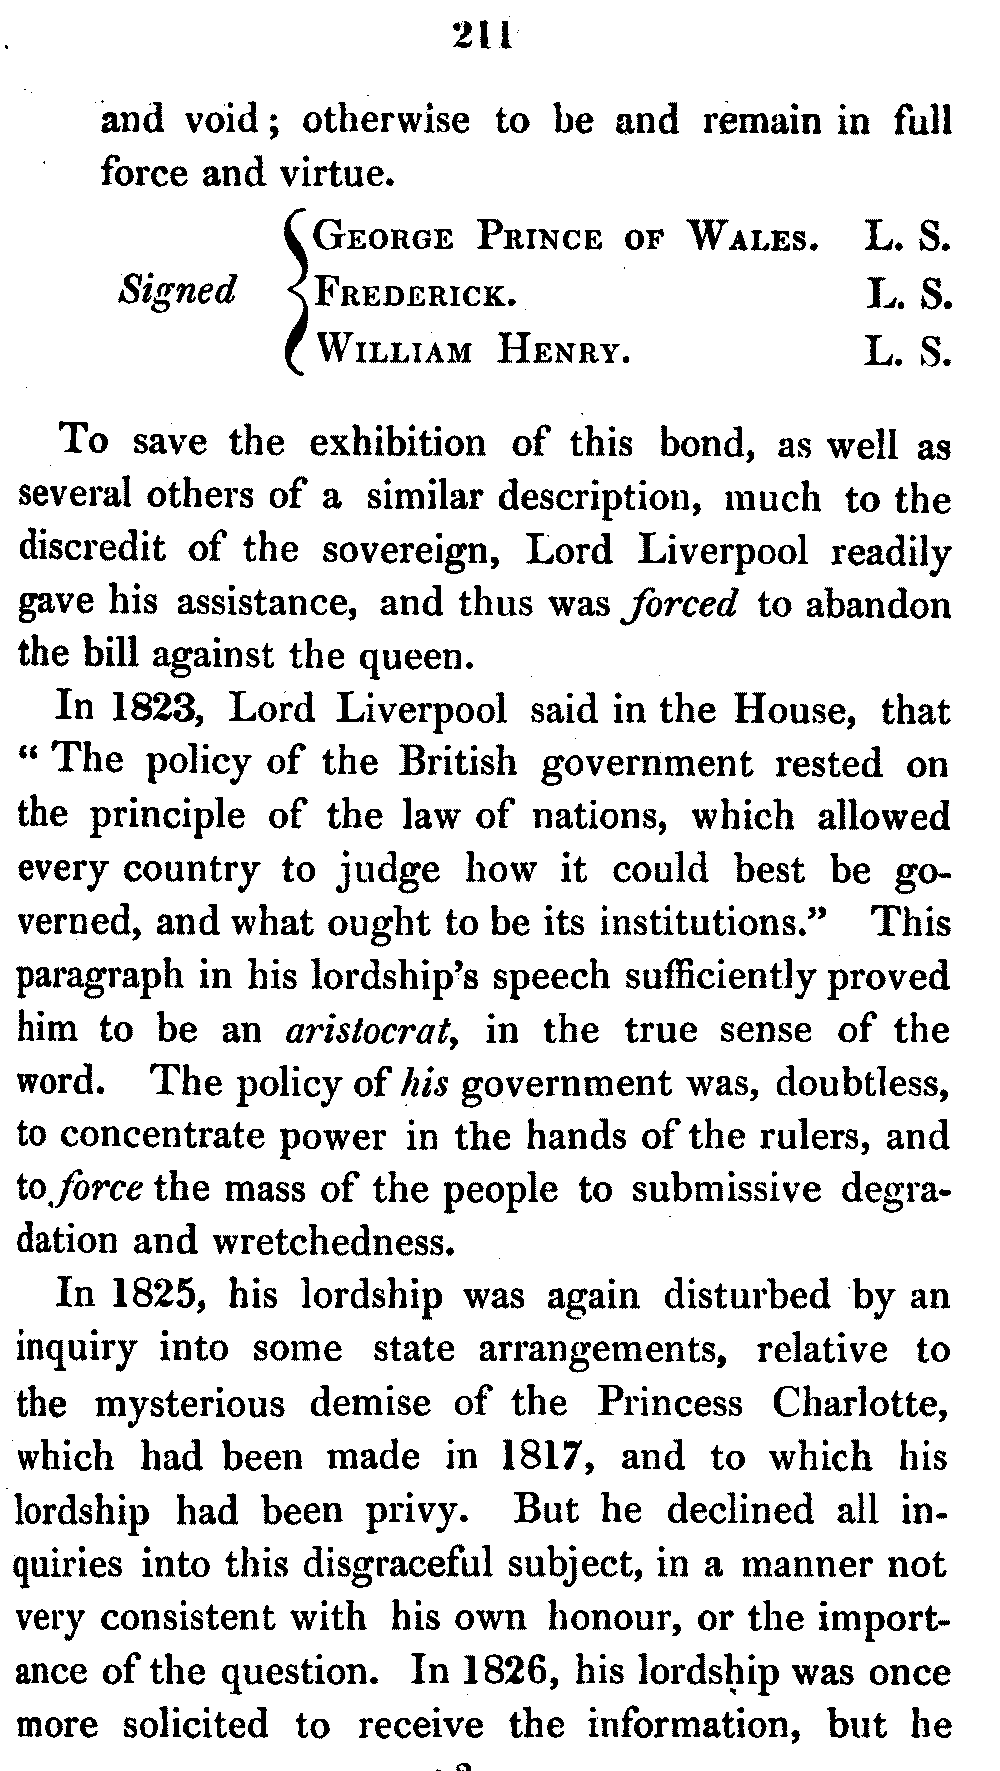 211
and void; otherwise to be and remain in full
force and virtue.
George Prince of Wales. L. S.
Signed Frederick. L. S.
William Henry. L. S.
To save the exhibition of this bond, as well as
several others of a similar description, much to the
discredit of the sovereign, Lord Liverpool readily
gave his assistance, and thus was forced to abandon
the bill against the queen.
In 1823, Lord Liverpool said in the House, that
“ The policy of the British government rested on
the principle of the law of nations, which allowed
every country to judge how it could best be go-
verned, and what ought to be its institutions.” This
paragraph in his lordship’s speech sufficiently proved
him to be an aristocrat, in the true sense of the
word. The policy of his government was, doubtless,
to concentrate power in the hands of the rulers, and
to force the mass of the people to submissive degra-
dation and wretchedness.
In 1825, his lordship was again disturbed by an
inquiry into some state arrangements, relative to
the mysterious demise of the Princess Charlotte,
which had been made in 1817, and to which his
lordship had been privy. But he declined all in-
quiries into this disgraceful subject, in a manner not
very consistent with his own honour, or the import-
ance of the question. In 1826, his lordship was once
more solicited to receive the information, but he